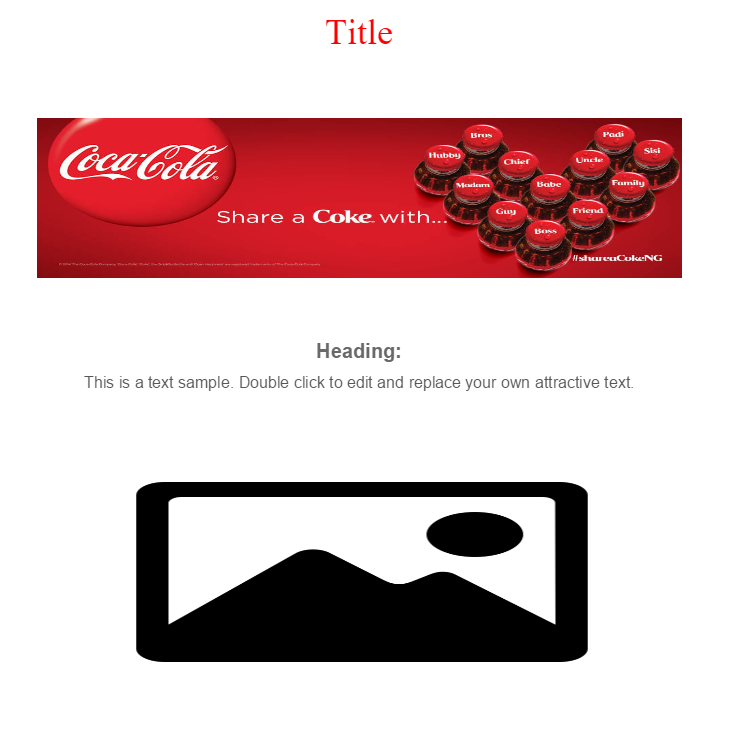 Title
Coca-Cola
Bros
Padi
Hubby
Chief
Uncle
Sisi
Madam
Babe
Family
Guy
Friend
Boss
Share a Coke with...
#shareaCokeNG
Heading:
This is a text sample. Double click to edit and replace your own attractive text.